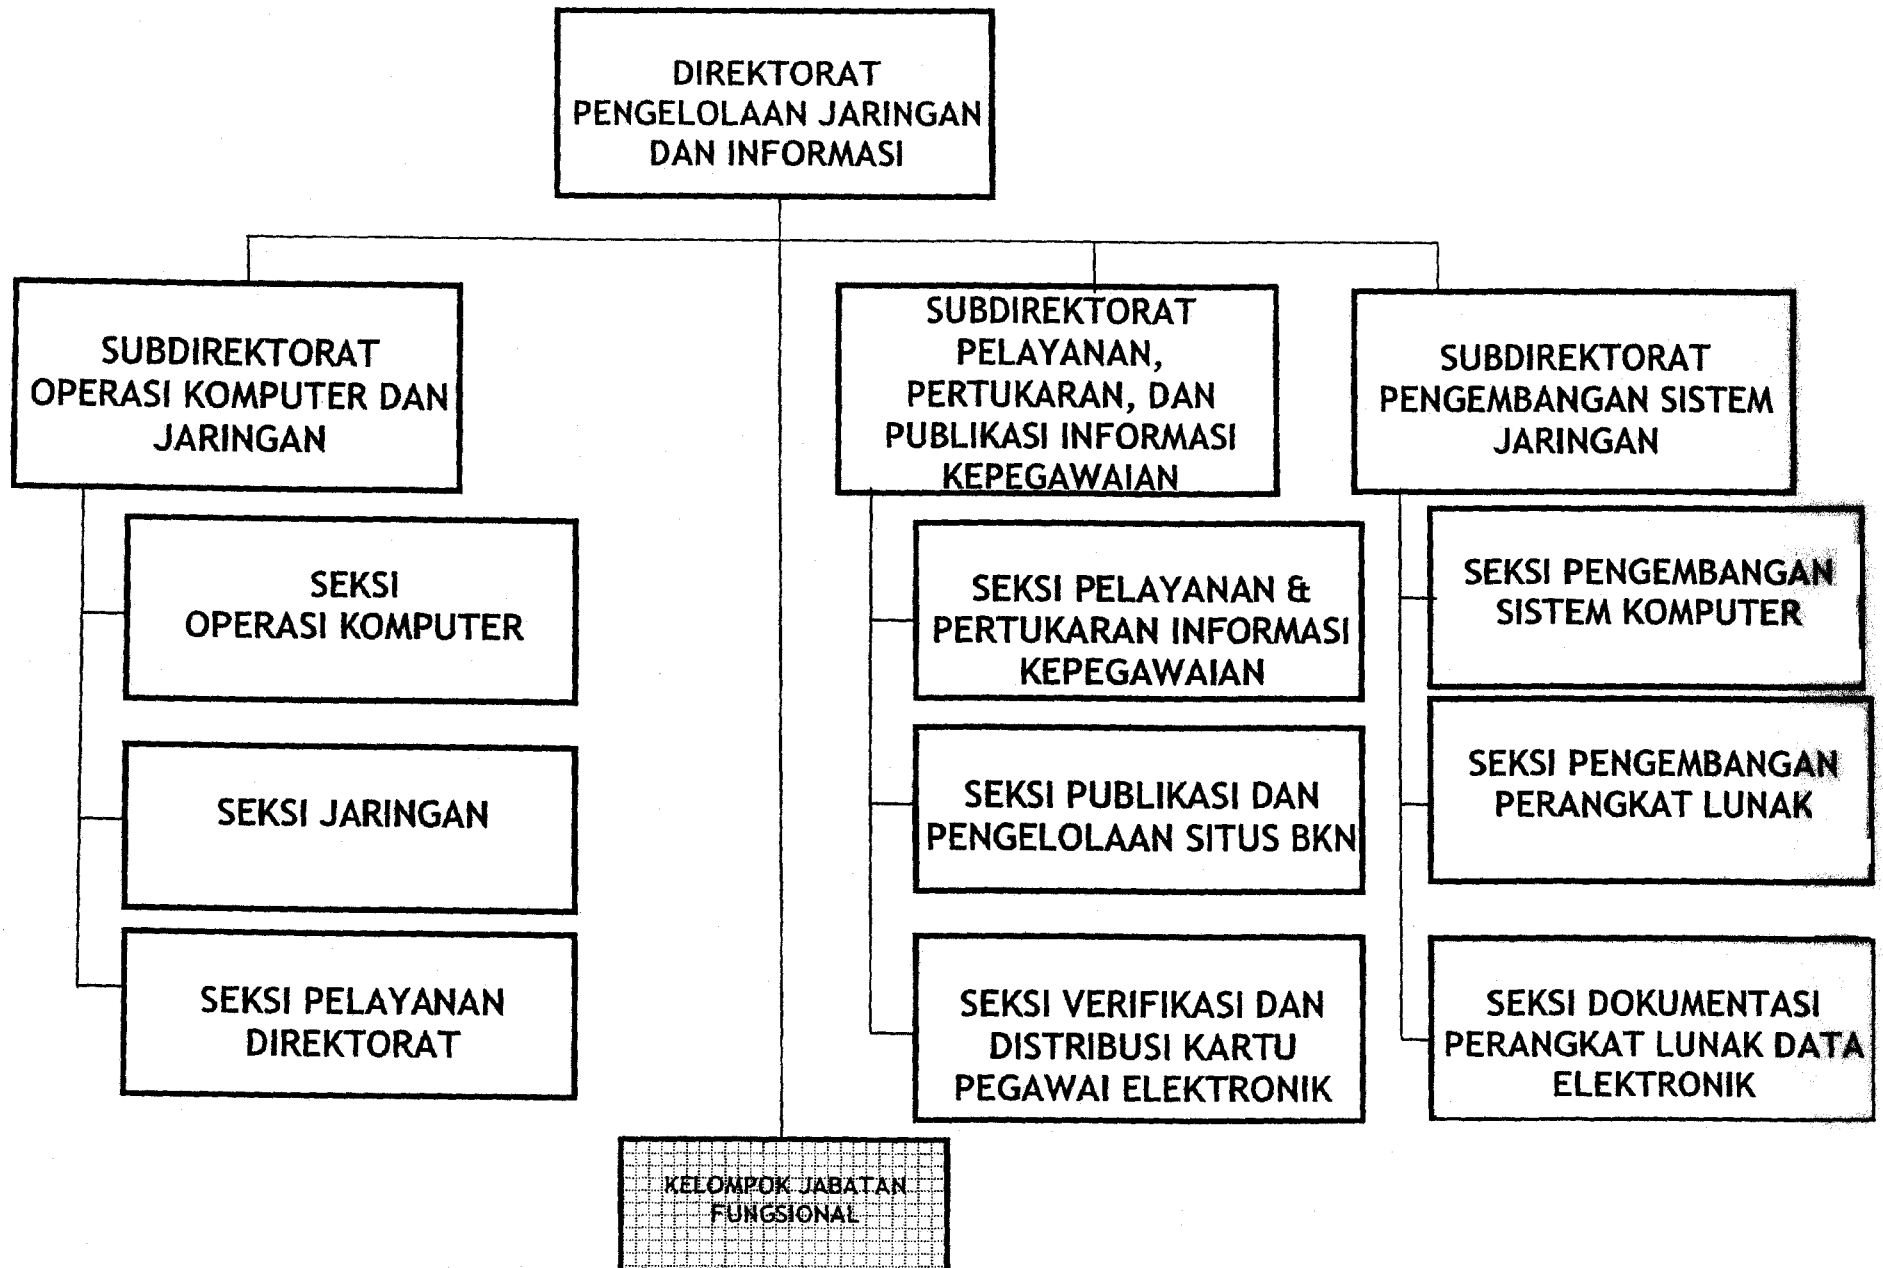 DIREKTORAT
PENGELOLAAN JARINGAN
DAN INFORMASI
SUBDIREKTORAT
OPERASI KOMPUTER DAN
JARINGAN
SEKSI
OPERASI KOMPUTER
SEKSI JARINGAN
SEKSI PELAYANAN
DIREKTORAT
SUBDIREKTORAT
PELAYANAN,
PERTUKARAN, DAN
PUBLIKASI INFORMASI
KEPEGAWAIAN
SEKSI PELAYANAN &
PERTUKARAN INFORMASI
KEPEGAWAIAN
SEKSI PUBLIKASI DAN
PENGELOLAAN SITUS BKN
SEKSI VERIFIKASI DAN
DISTRIBUSI KARTU
PEGAWAI ELEKTRONIK
SUBDIREKTORAT
PENGEMBANGAN SISTEM
JARINGAN
SEKSI PENGEMBANGAN
SISTEM KOMPUTER
SEKSI PENGEMBANGAN
PERANGKAT LUNAK
SEKSI DOKUMENTASI
PERANGKAT LUNAK DATA
ELEKTRONIK
KELOMPOK JABATAN
FUNGSIONAL